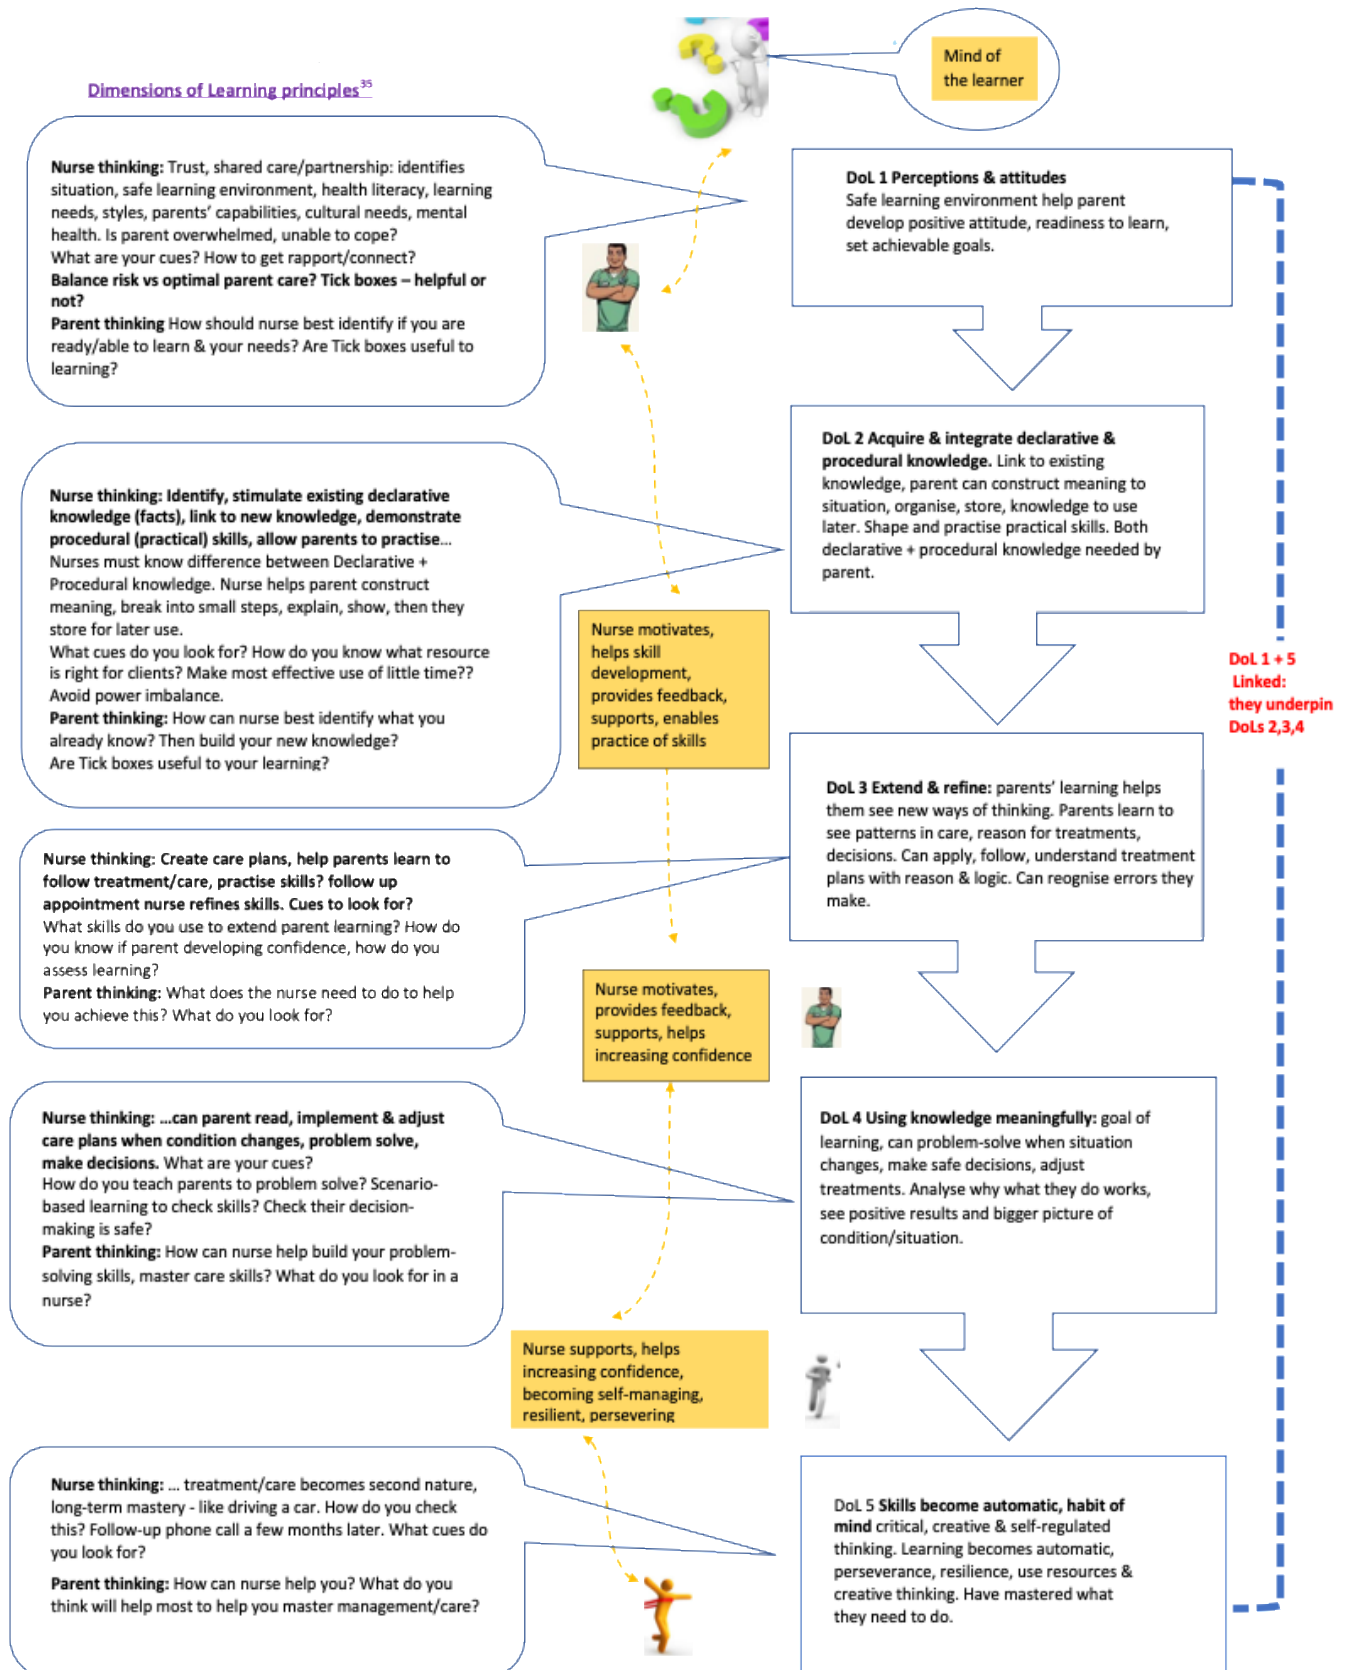 Mind of
the learner
Dimensions of Learning principles35
Nurse thinking: Trust, shared care/partnership: identifies
situation, safe learning environment, health literacy, learning
needs, styles, parents' capabilities, cultural needs, mental
health. Is parent overwhelmed, unable to cope?
What are your cues? How to get rapport/connect?
Balance risk vs optimal parent care? Tick boxes – helpful or
not?
Parent thinking How should nurse best identify if you are
ready/able to learn & your needs? Are Tick boxes useful to
learning?
DoL 1 Perceptions & attitudes
Safe learning environment help parent
develop positive attitude, readiness to learn,
set achievable goals.
Nurse thinking: Identify, stimulate existing declarative
knowledge (facts), link to new knowledge, demonstrate
procedural (practical) skills, allow parents to practise...
Nurses must know difference between Declarative +
Procedural knowledge. Nurse helps parent construct
meaning, break into small steps, explain, show, then they
store for later use.
What cues do you look for? How do you know what resource
is right for clients? Make most effective use of little time??
Avoid power imbalance.
Parent thinking: How can nurse best identify what you
already know? Then build your new knowledge?
Are Tick boxes useful to your learning?
DoL 2 Acquire & integrate declarative &
procedural knowledge. Link to existing
knowledge, parent can construct meaning to
situation, organise, store, knowledge to use
later. Shape and practise practical skills. Both
declarative + procedural knowledge needed by
parent.
Nurse motivates,
helps skill
development,
provides feedback,
supports, enables
practice of skills
DoL 1 + 5
Linked:
they underpin
DoLs 2,3,4
Nurse thinking: Create care plans, help parents learn to
follow treatment/care, practise skills? follow up
appointment nurse refines skills. Cues to look for?
What skills do you use to extend parent learning? How do
you know if parent developing confidence, how do you
assess learning?
Parent thinking: What does the nurse need to do to help
you achieve this? What do you look for?
DoL 3 Extend & refine: parents' learning helps
them see new ways of thinking. Parents learn to
see patterns in care, reason for treatments,
decisions. Can apply, follow, understand treatment
plans with reason & logic. Can reognise errors they
make.
Nurse motivates,
provides feedback,
supports, helps
increasing confidence
Nurse thinking: ...can parent read, implement & adjust
care plans when condition changes, problem solve,
make decisions. What are your cues?
How do you teach parents to problem solve? Scenario-
based learning to check skills? Check their decision-
making is safe?
Parent thinking: How can nurse help build your problem-
solving skills, master care skills? What do you look for in a
nurse?
DoL 4 Using knowledge meaningfully: goal of
learning, can problem-solve when situation
changes, make safe decisions, adjust
treatments. Analyse why what they do works,
see positive results and bigger picture of
condition/situation.
Nurse supports, helps
increasing confidence,
becoming self-managing,
resilient, persevering
Nurse thinking: ... treatment/care becomes second nature,
long-term mastery - like driving a car. How do you check
this? Follow-up phone call a few months later. What cues do
you look for?
Parent thinking: How can nurse help you? What do you
think will help most to help you master management/care?
DoL 5 Skills become automatic, habit of
mind critical, creative & self-regulated
thinking. Learning becomes automatic,
perseverance, resilience, use resources &
creative thinking. Have mastered what
they need to do.